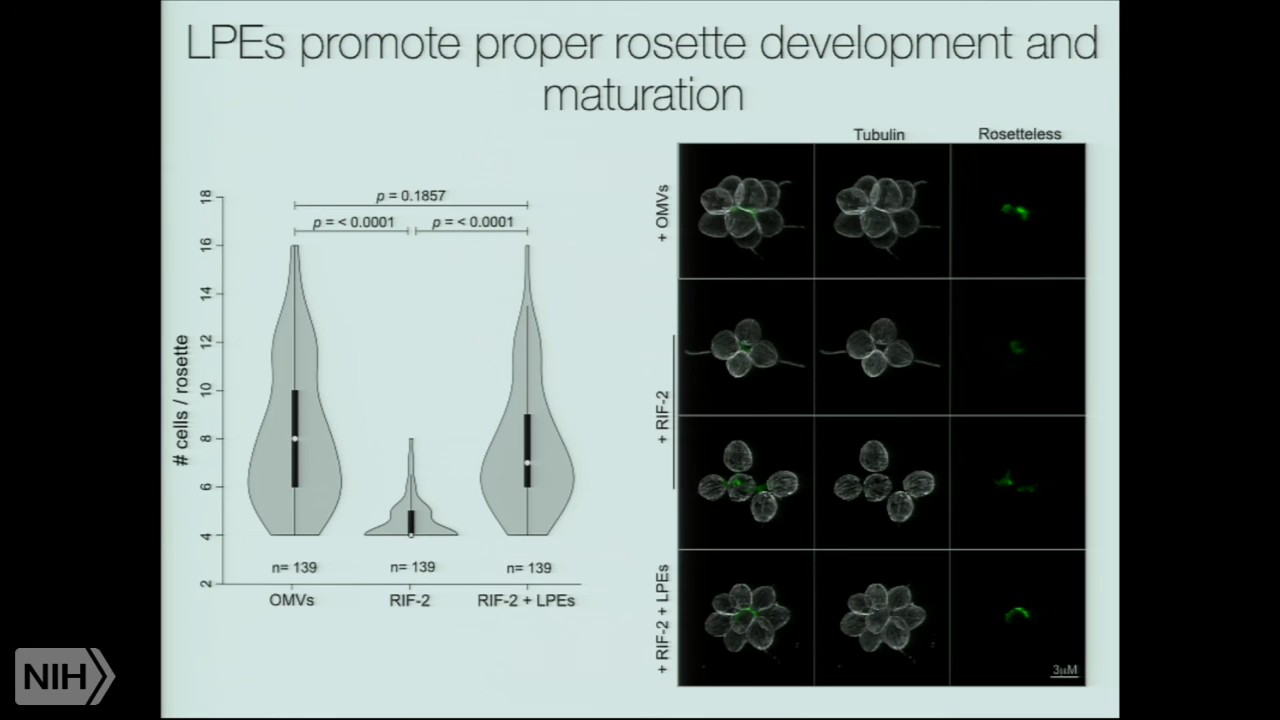 LPEs promote proper rosette development and
maturation
# cells / rosette
18
16
14
12
10
8
6
4
2
p = 0.1857
p = < 0.0001
p = < 0.0001
n= 139
n= 139
n= 139
OMVs
RIF-2
RIF-2 + LPEs
Tubulin
Rosetteless
+ OMVs
+ RIF-2
+ RIF-2 + LPEs
3µM
NIH